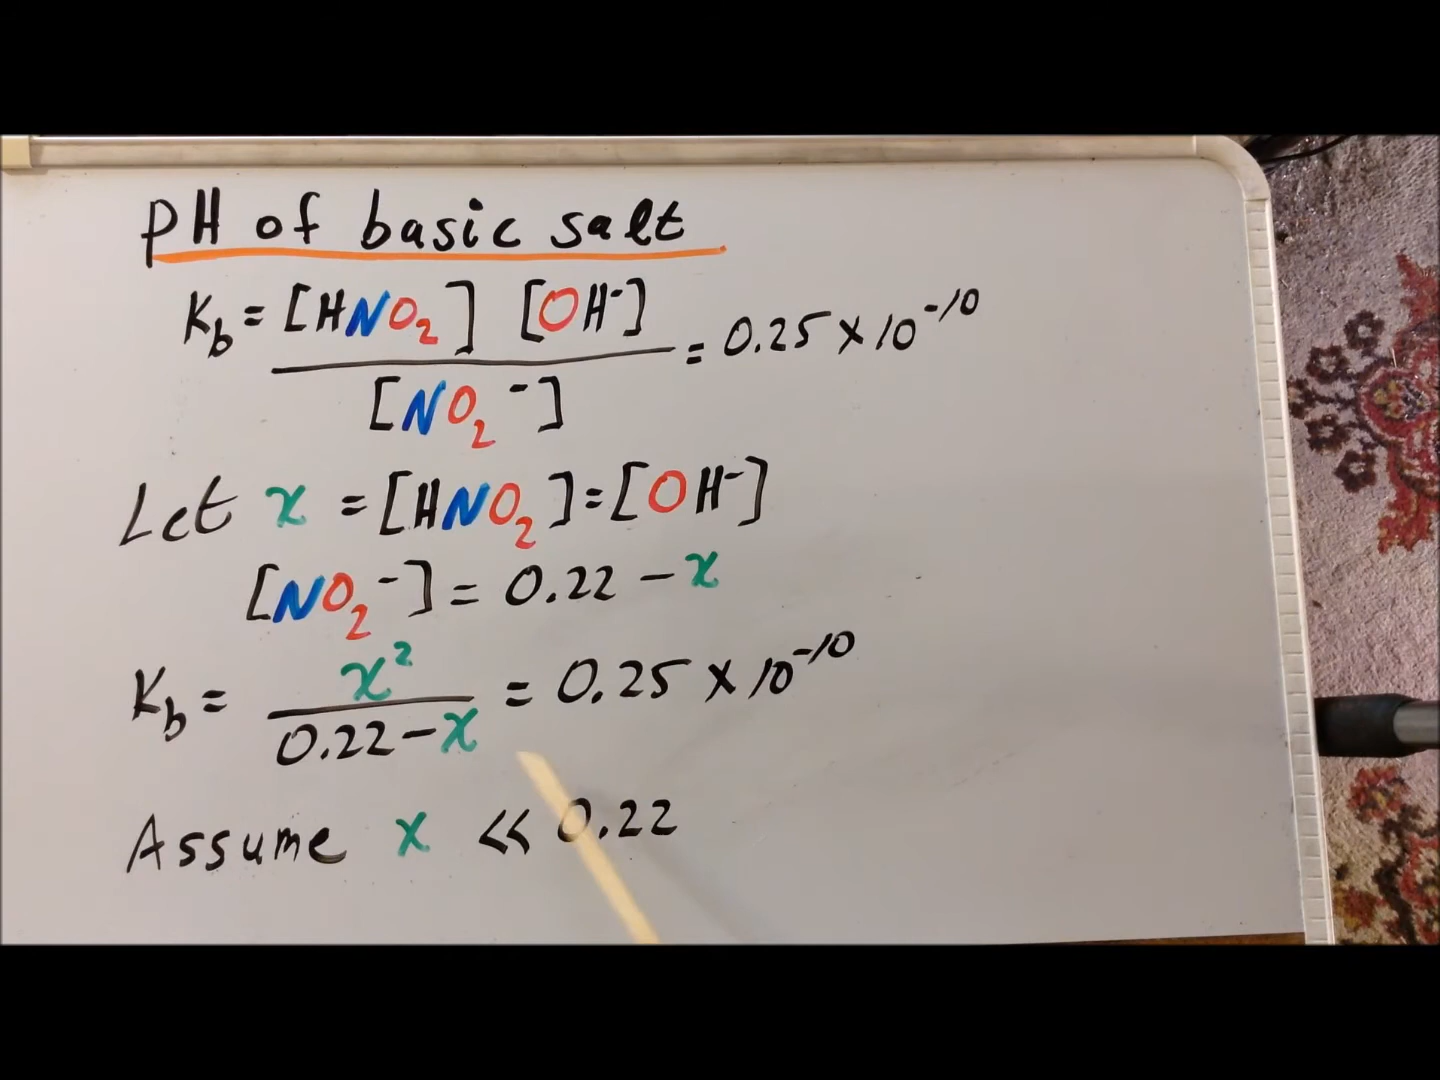 pH of basic salt
Kb = [HNO₂] [OH⁻] / [NO₂⁻] = 0.25 × 10⁻¹⁰
Let x = [HNO₂] = [OH⁻]
[NO₂⁻] = 0.22 − x
Kb = x² / 0.22 − x = 0.25 × 10⁻¹⁰
Assume x << 0.22